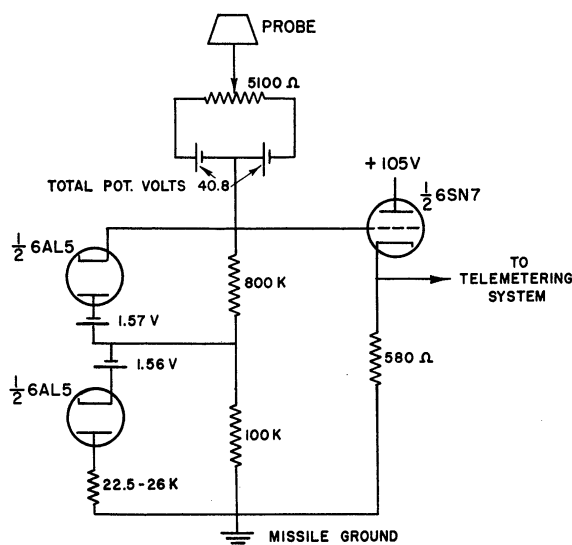 PROBE
5100 Ω
TOTAL POT. VOLTS 40.8
+105V
1/2 6SN7
1/2 6AL5
800 K
TO
TELEMETERING
SYSTEM
1.57 V
1.56 V
1/2 6AL5
580 Ω
100 K
22.5-26 K
MISSILE GROUND